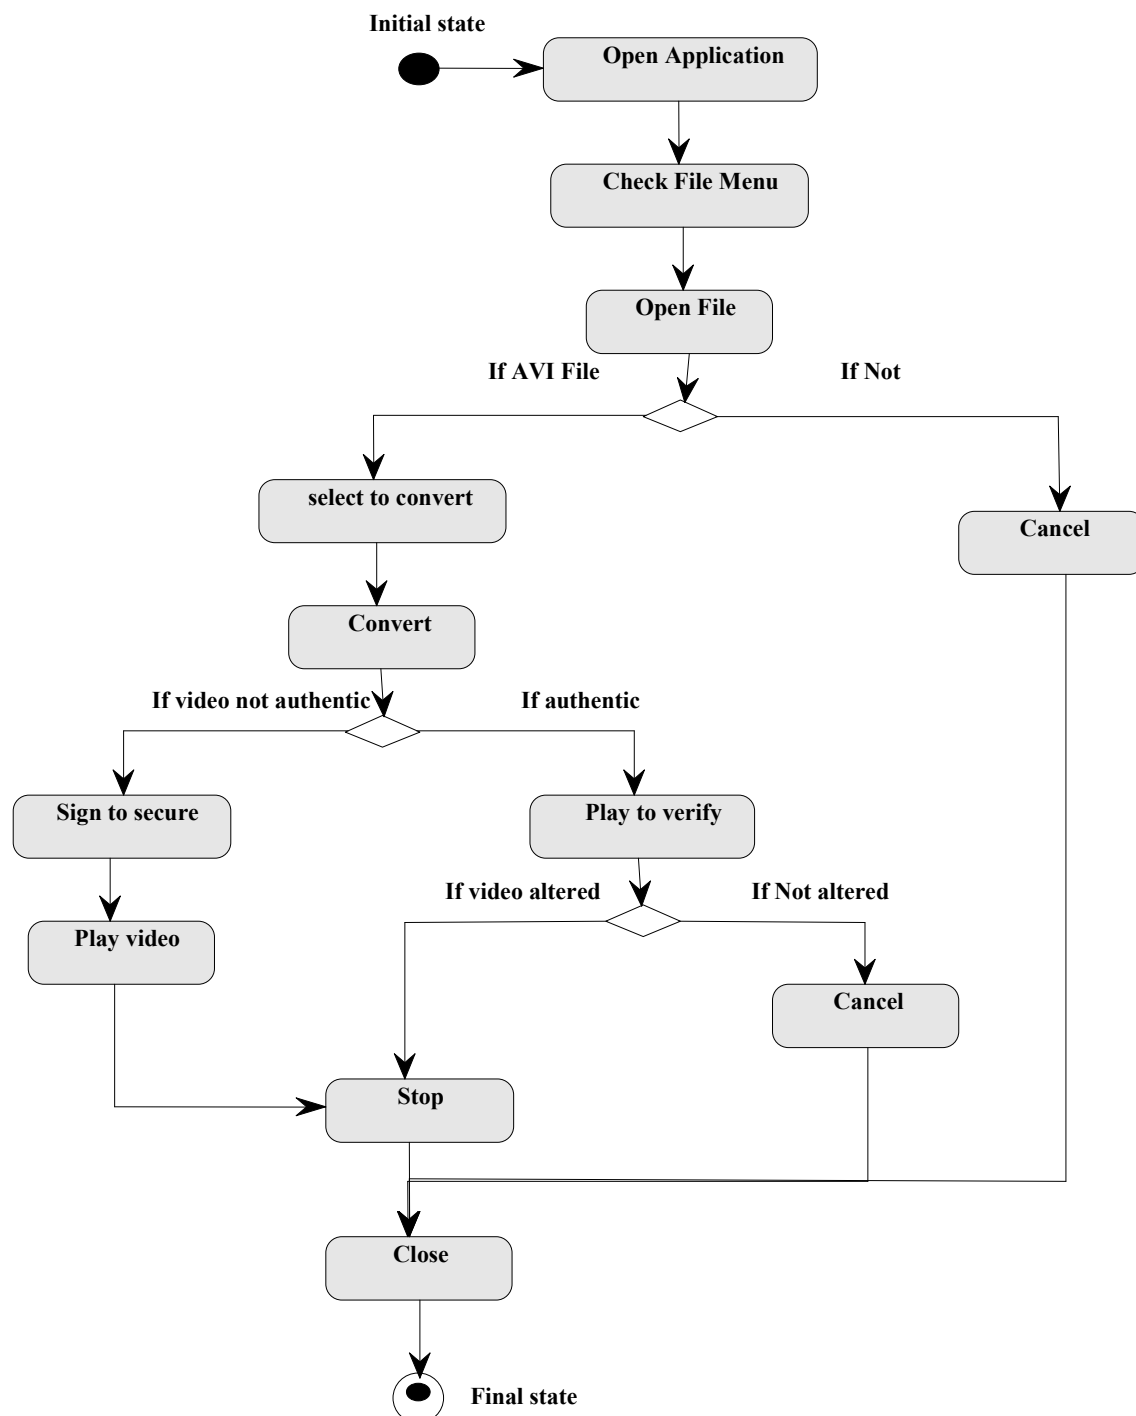 Initial state
Open Application
Check File Menu
Open File
If AVI File
If Not
select to convert
Cancel
Convert
If video not authentic
If authentic
Sign to secure
Play to verify
If video altered
If Not altered
Play video
Cancel
Stop
Close
Final state